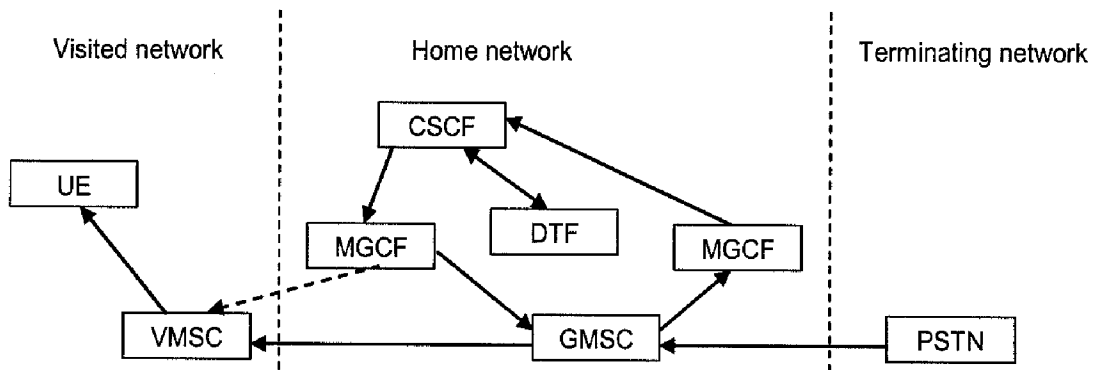 Visited network
Home network
Terminating network
CSCF
UE
DTF
MGCF
MGCF
VMSC
GMSC
PSTN